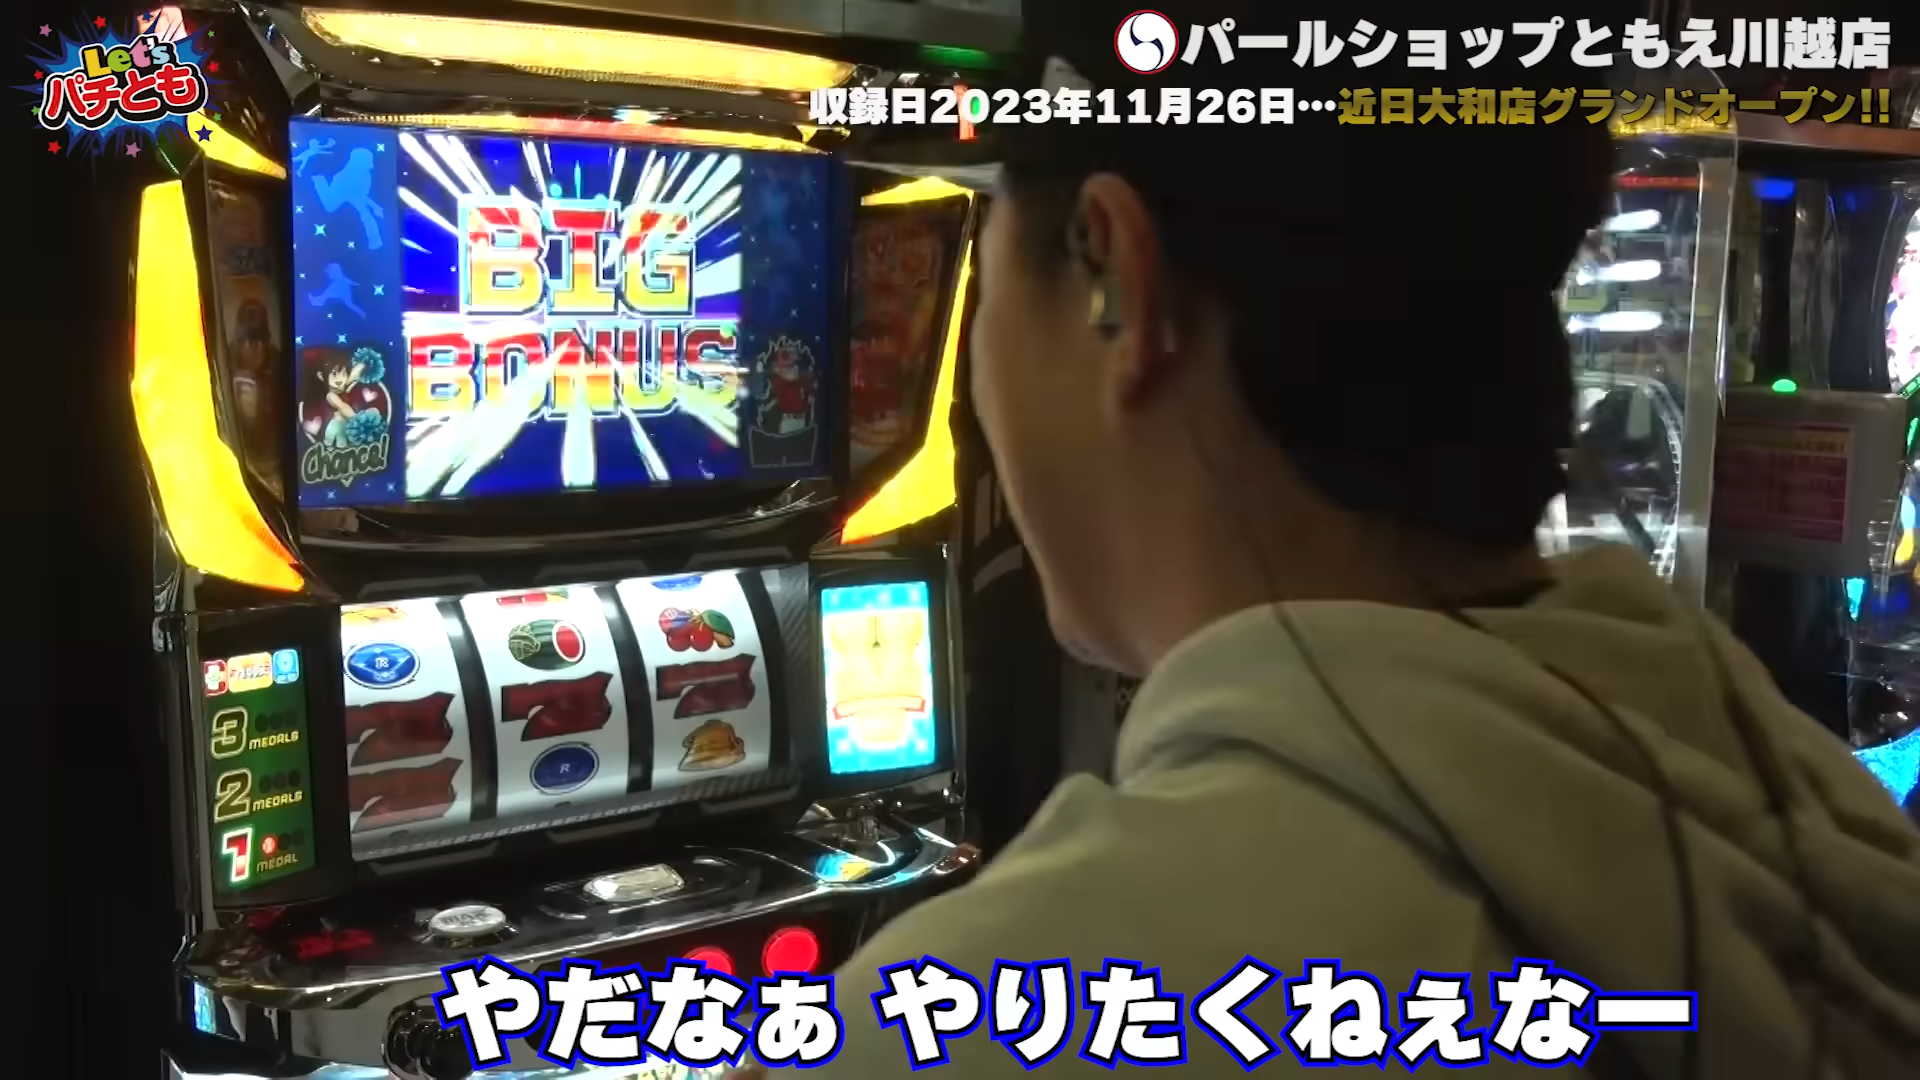 Let's
パチとも
パールショップともえ川越店
収録日2023年11月26日…近日大和店グランドオープン!!
BIG
BONUS
Chance!
R
R
3 MEDALS
2 MEDALS
1 MEDAL
やだなぁ やりたくねぇなー